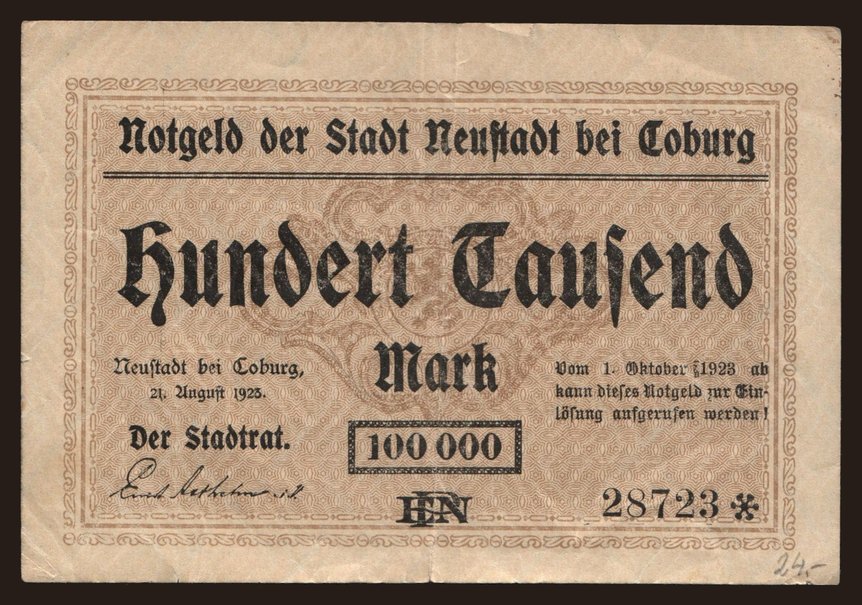 Notgeld der Stadt Neustadt bei Coburg
Hundert Tausend
Mark
Neustadt bei Coburg,
21. August 1923.
Der Stadtrat.
100 000
Vom 1. Oktober 1923 ab
kann dieses Notgeld zur Ein-
lösung aufgerufen werden!
28723 *
24.-